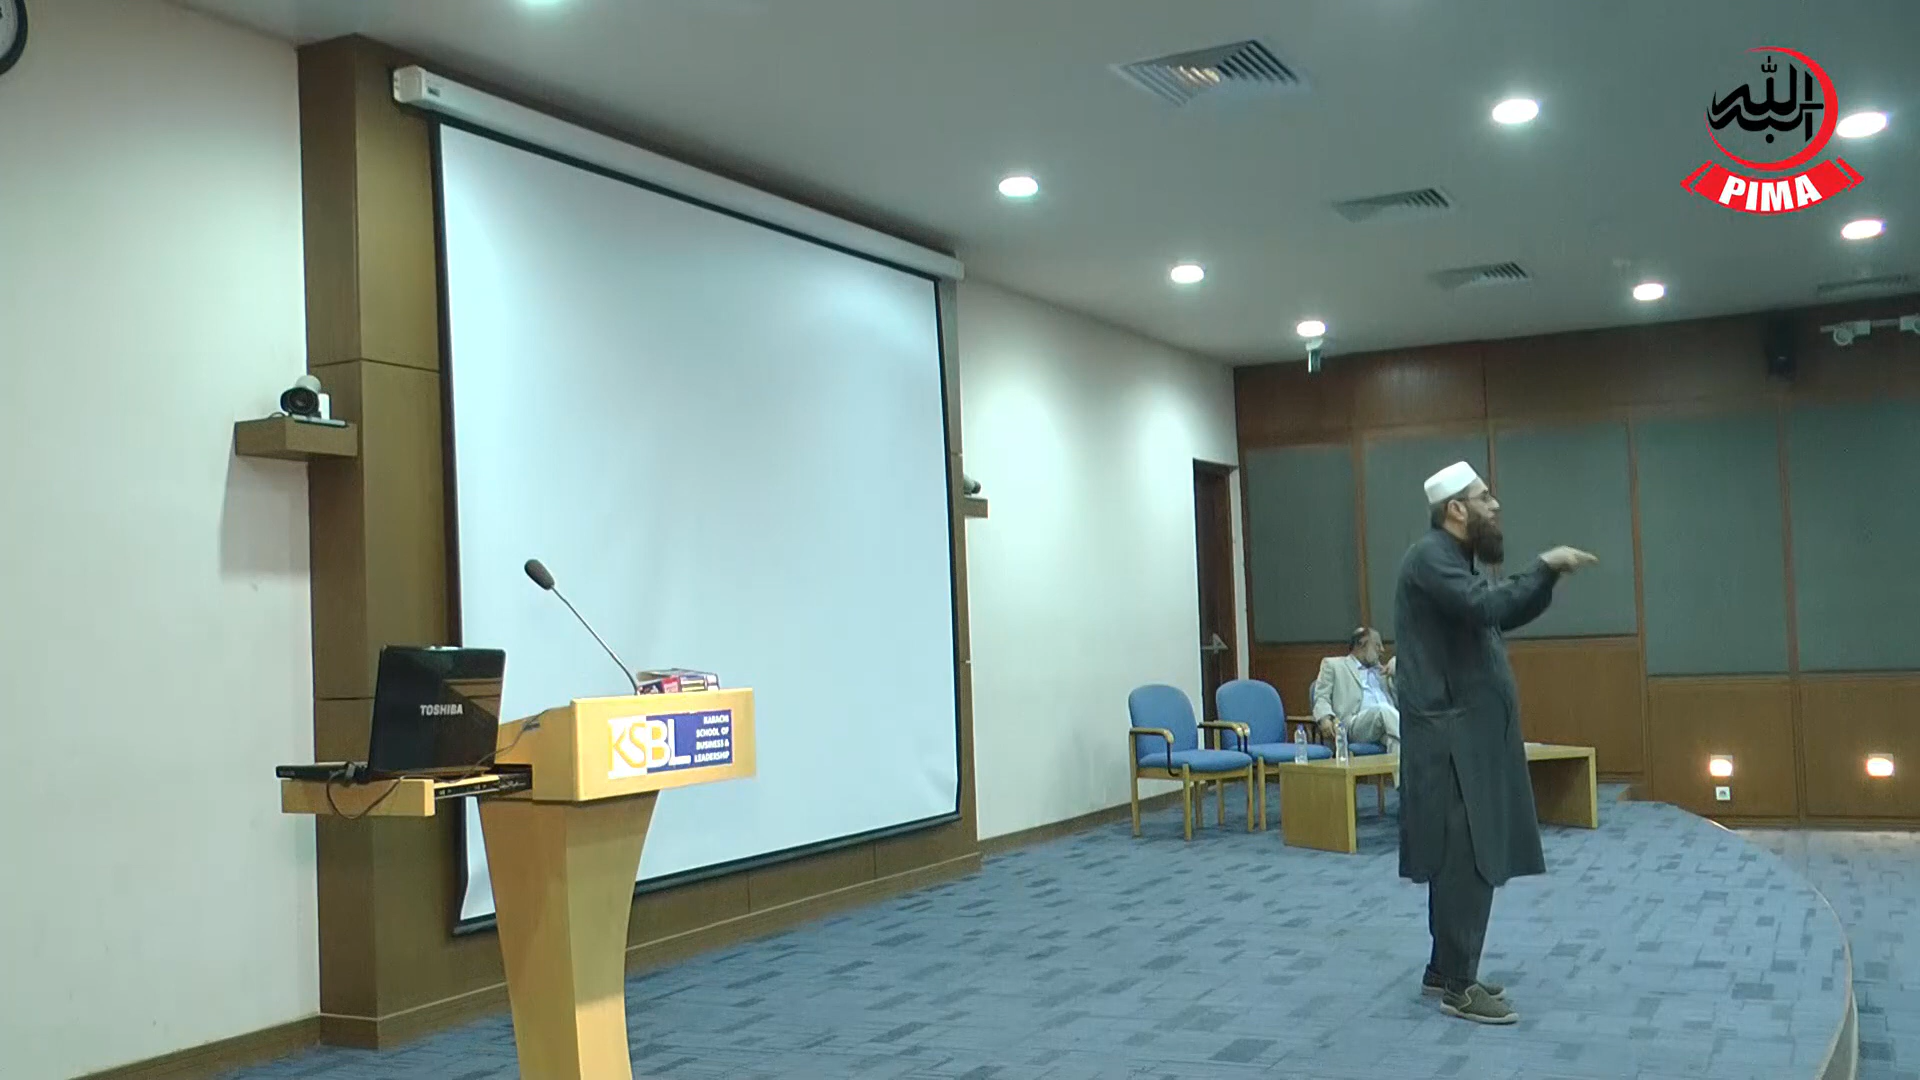 الله
PIMA
TOSHIBA
KSBL
KARACHI
SCHOOL OF
BUSINESS &
LEADERSHIP